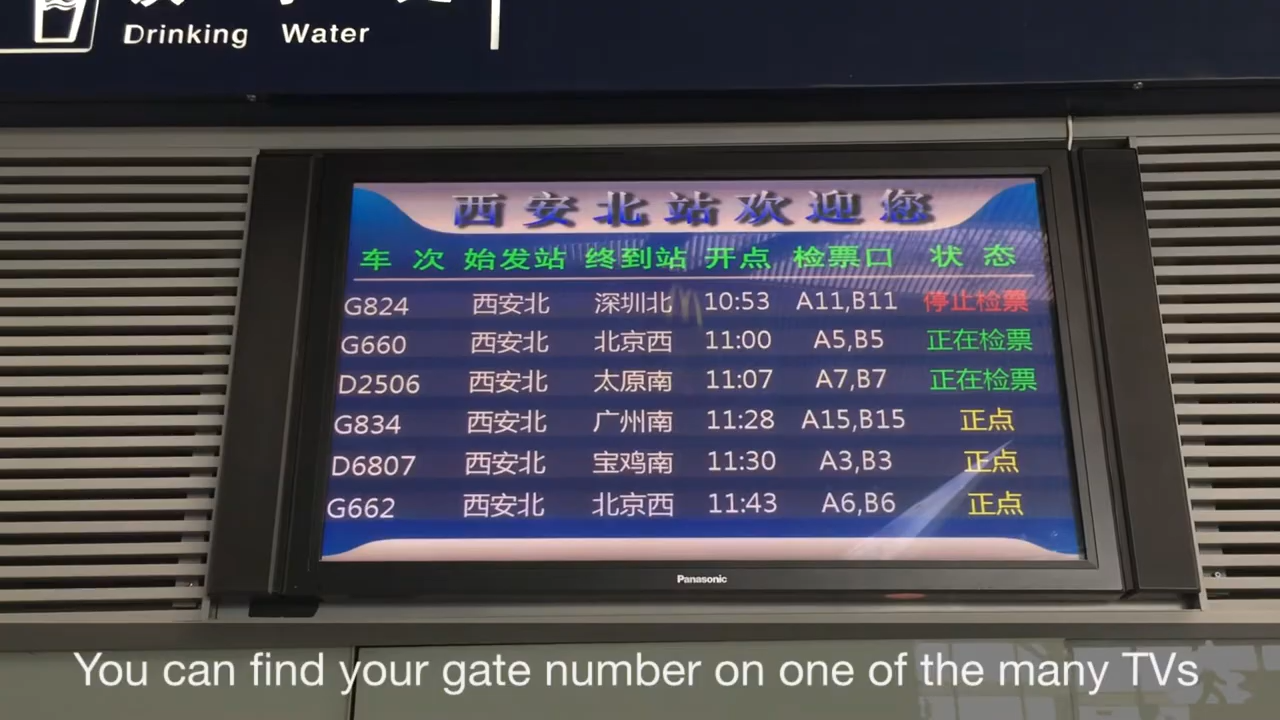 Drinking Water
西安北站欢迎您
车次 始发站 终到站 开点 检票口 状态
G824 西安北 深圳北 10:53 A11,B11 停止检票
G660 西安北 北京西 11:00 A5,B5 正在检票
D2506 西安北 太原南 11:07 A7,B7 正在检票
G834 西安北 广州南 11:28 A15,B15 正点
D6807 西安北 宝鸡南 11:30 A3,B3 正点
G662 西安北 北京西 11:43 A6,B6 正点
Panasonic
You can find your gate number on one of the many TVs